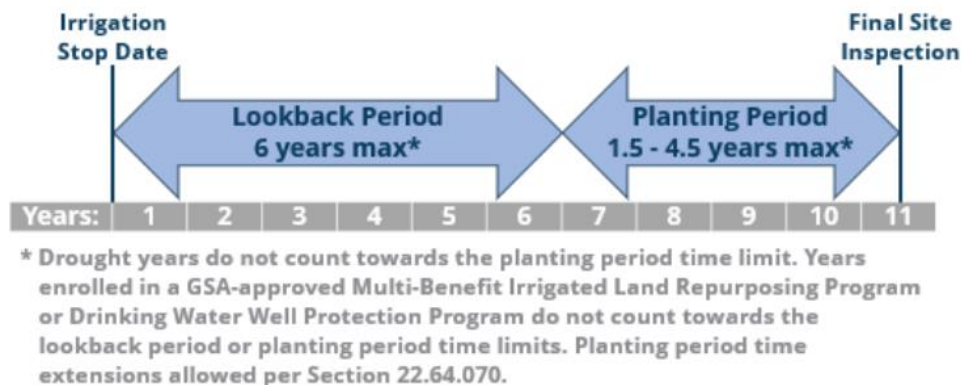 Irrigation
Stop Date
Final Site
Inspection
Lookback Period
6 years max*
Planting Period
1.5 - 4.5 years max*
Years: 1 2 3 4 5 6 7 8 9 10 11
* Drought years do not count towards the planting period time limit. Years
enrolled in a GSA-approved Multi-Benefit Irrigated Land Repurposing Program
or Drinking Water Well Protection Program do not count towards the
lookback period or planting period time limits. Planting period time
extensions allowed per Section 22.64.070.